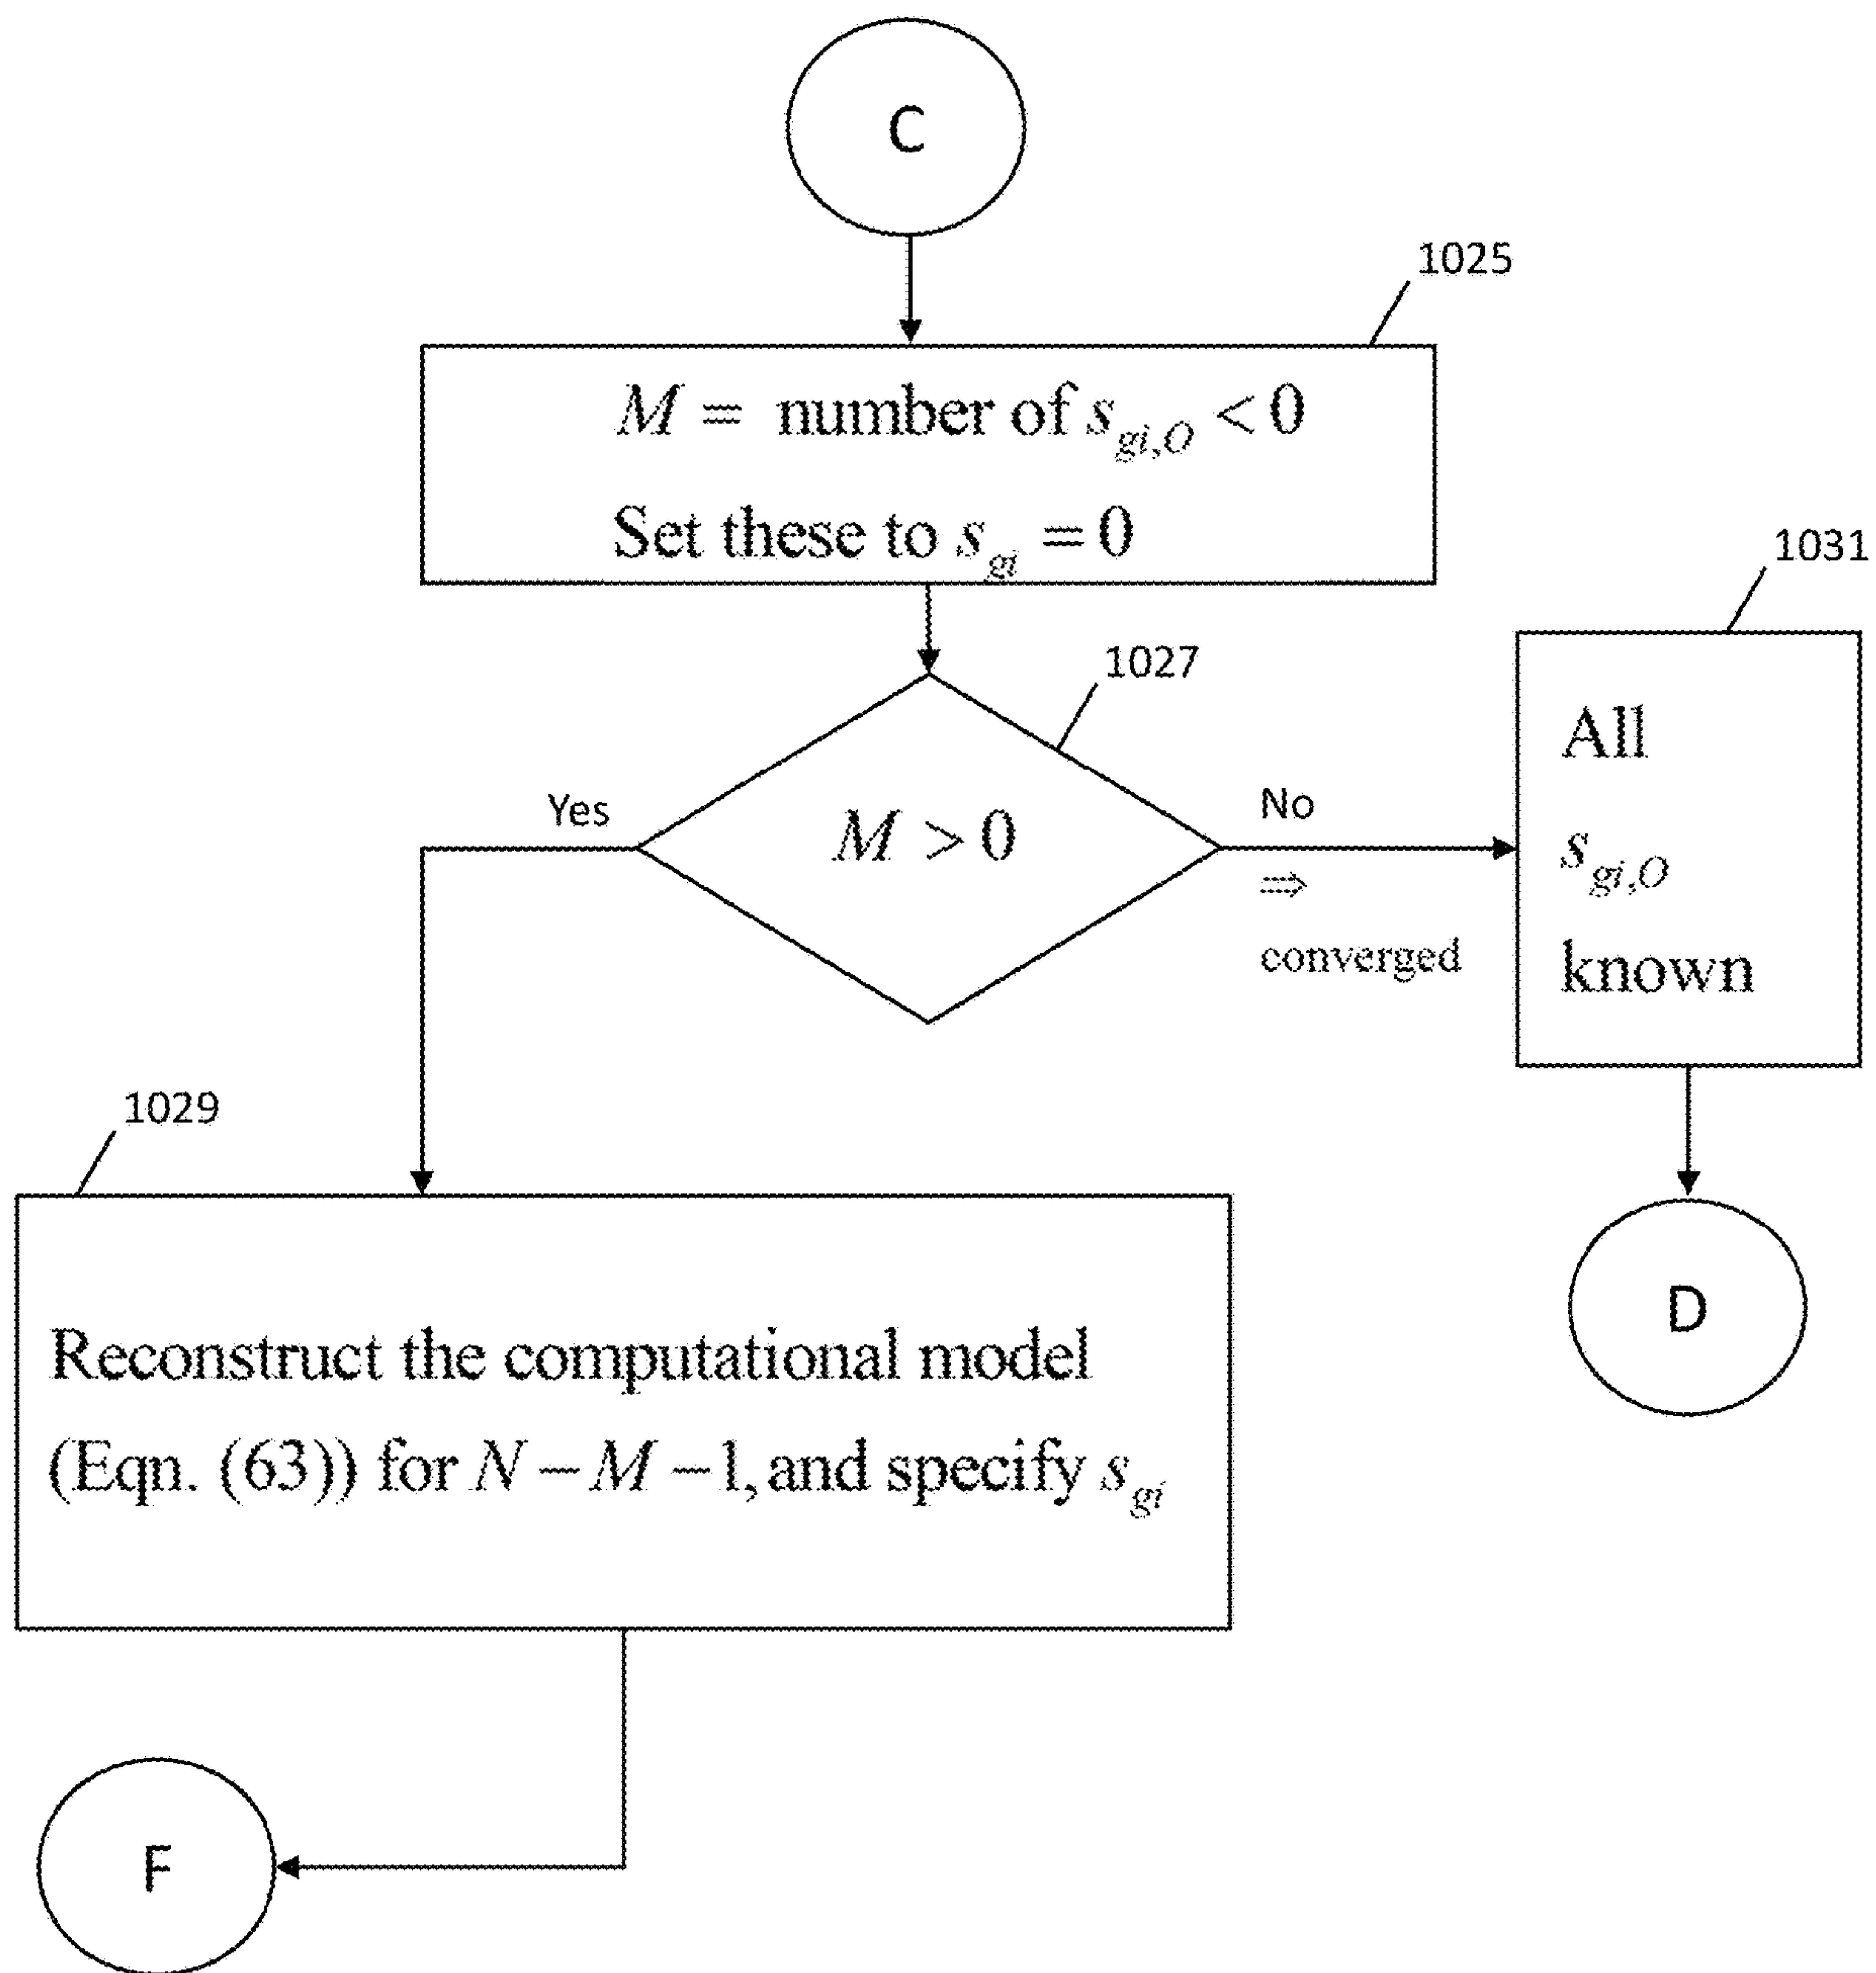 C
1025
M = number of s_{gi,O} < 0
Set these to s_{gi} = 0
1031
1027
All
s_{gi,O}
known
Yes
M > 0
No
⇒
converged
1029
D
Reconstruct the computational model
(Eqn. (63)) for N − M − 1, and specify s_{gi}
F